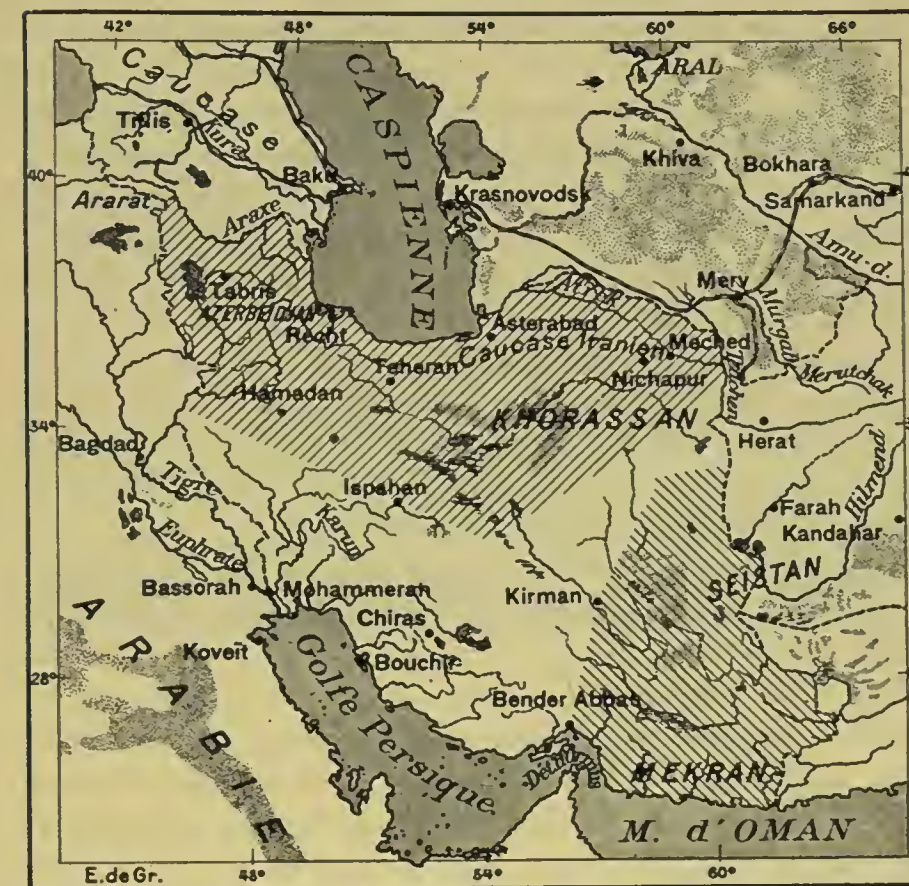 42° 48° 54° 60° 66°
Caucase
CASPIENNE
ARAL
Tiflis
Kura
Khiva
Bokhara
Baku
40°
Krasnovodsk
Samarkand
Ararat
Araxe
Amu-d.
Merv
Tabris
Atrek
Murgab
AZERBEIDJAN
Recht
Asterabad
Caucase Iranien
Meched
Teheran
Nichapur
Merutchak
Hamadan
34°
KHORASSAN
34
Bagdad
Herat
Tigre
Ispahan
Hilmend
Karun
Farah
Euphrate
Kandahar
SEISTAN
Bassorah
Mohammerah
Kirman
Chiras
Koveit
Bouchir
28°
ARABIE
Golfe Persique
Bender Abbas
MEKRAN
M. d'OMAN
E.de Gr.
48° 54° 60°